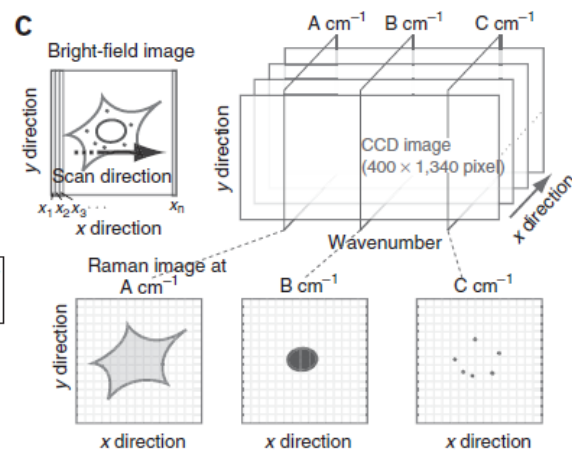 C
Bright-field image
y direction
Scan direction
x₁ x₂ x₃ ··· xₙ
x direction
A cm⁻¹ B cm⁻¹ C cm⁻¹
y direction
CCD image
(400 × 1,340 pixel)
x direction
Wavenumber
Raman image at
A cm⁻¹ B cm⁻¹ C cm⁻¹
y direction
x direction x direction x direction